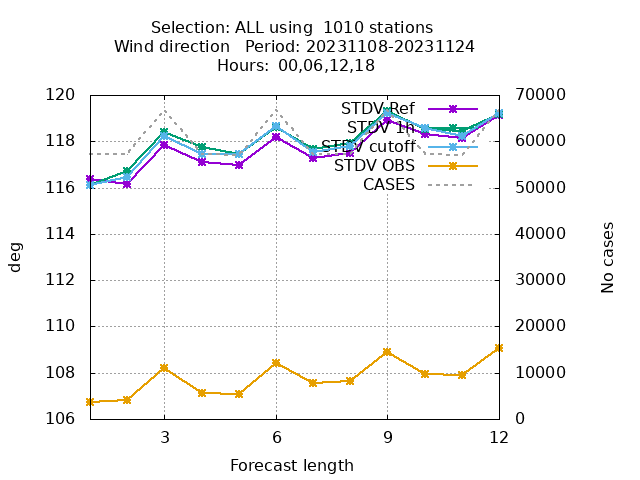 Selection: ALL using  1010 stations
Wind direction   Period: 20231108-20231124
Hours:  00,06,12,18
120
118
116
114
112
110
108
106
70000
60000
50000
40000
30000
20000
10000
0
STDV Ref
STDV 1h
STDV cutoff
STDV OBS
CASES
deg
No cases
3
6
9
12
Forecast length